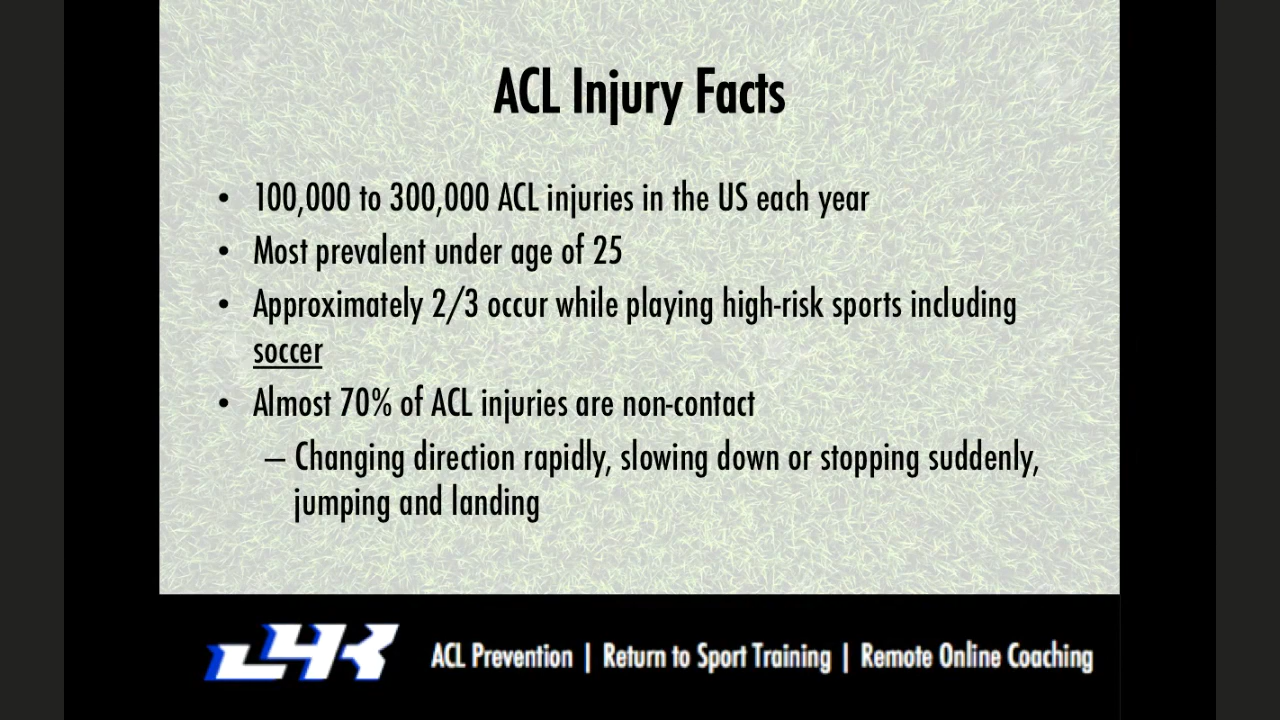 ACL Injury Facts
• 100,000 to 300,000 ACL injuries in the US each year
• Most prevalent under age of 25
• Approximately 2/3 occur while playing high-risk sports including
soccer
• Almost 70% of ACL injuries are non-contact
– Changing direction rapidly, slowing down or stopping suddenly,
jumping and landing
ACL Prevention | Return to Sport Training | Remote Online Coaching